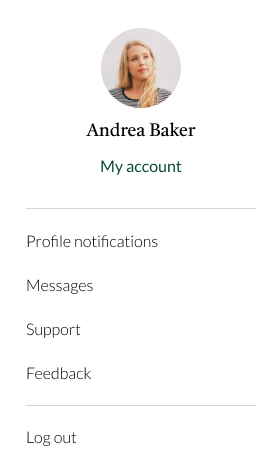 Andrea Baker
My account
Profile notifications
Messages
Support
Feedback
Log out